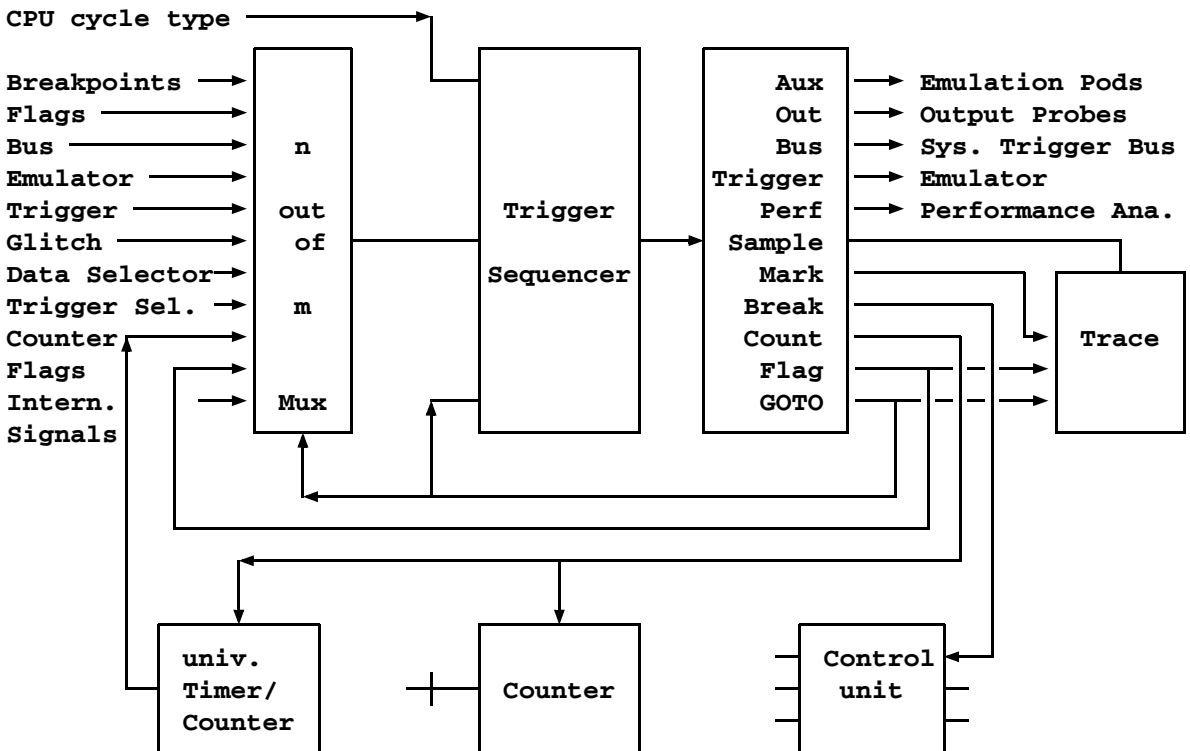 CPU cycle type
Breakpoints
Flags
Bus
Emulator
Trigger
Glitch
Data Selector
Trigger Sel.
Counter
Flags
Intern.
Signals
n
out
of
m
Mux
Trigger
Sequencer
Aux
Out
Bus
Trigger
Perf
Sample
Mark
Break
Count
Flag
GOTO
Emulation Pods
Output Probes
Sys. Trigger Bus
Emulator
Performance Ana.
Trace
univ.
Timer/
Counter
Counter
Control
unit